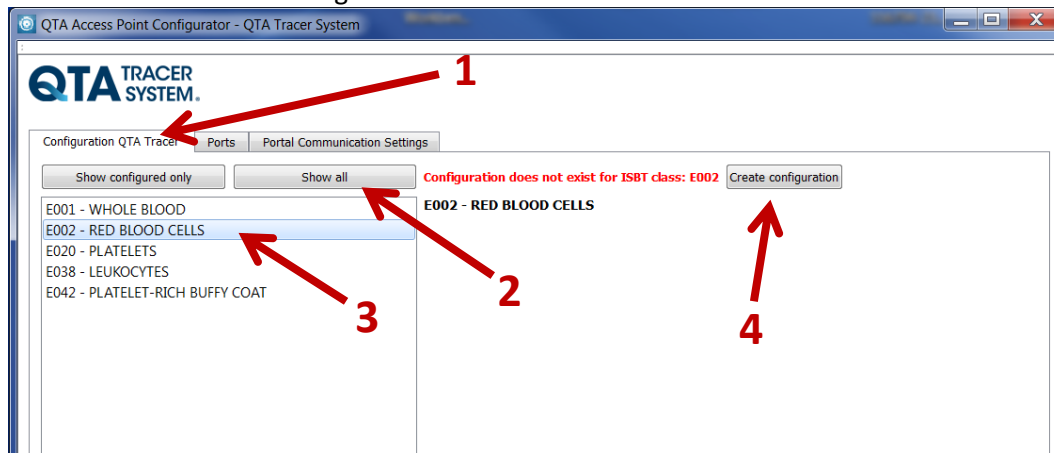 QTA Access Point Configurator - QTA Tracer System
QTA TRACER
SYSTEM.
1
Configuration QTA Tracer Ports Portal Communication Settings
Show configured only Show all Configuration does not exist for ISBT class: E002 Create configuration
E001 - WHOLE BLOOD E002 - RED BLOOD CELLS
E002 - RED BLOOD CELLS
E020 - PLATELETS
E038 - LEUKOCYTES
E042 - PLATELET-RICH BUFFY COAT
2
3
4